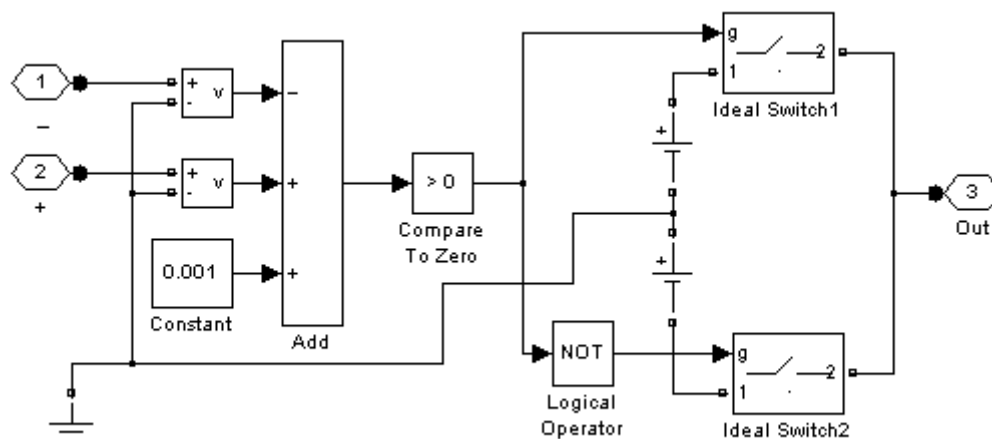 1
−
+
-
v
2
+
+
-
v
0.001
Constant
−
+
+
Add
> 0
Compare
To Zero
NOT
Logical
Operator
+
+
g
1
2
Ideal Switch1
g
1
2
Ideal Switch2
3
Out